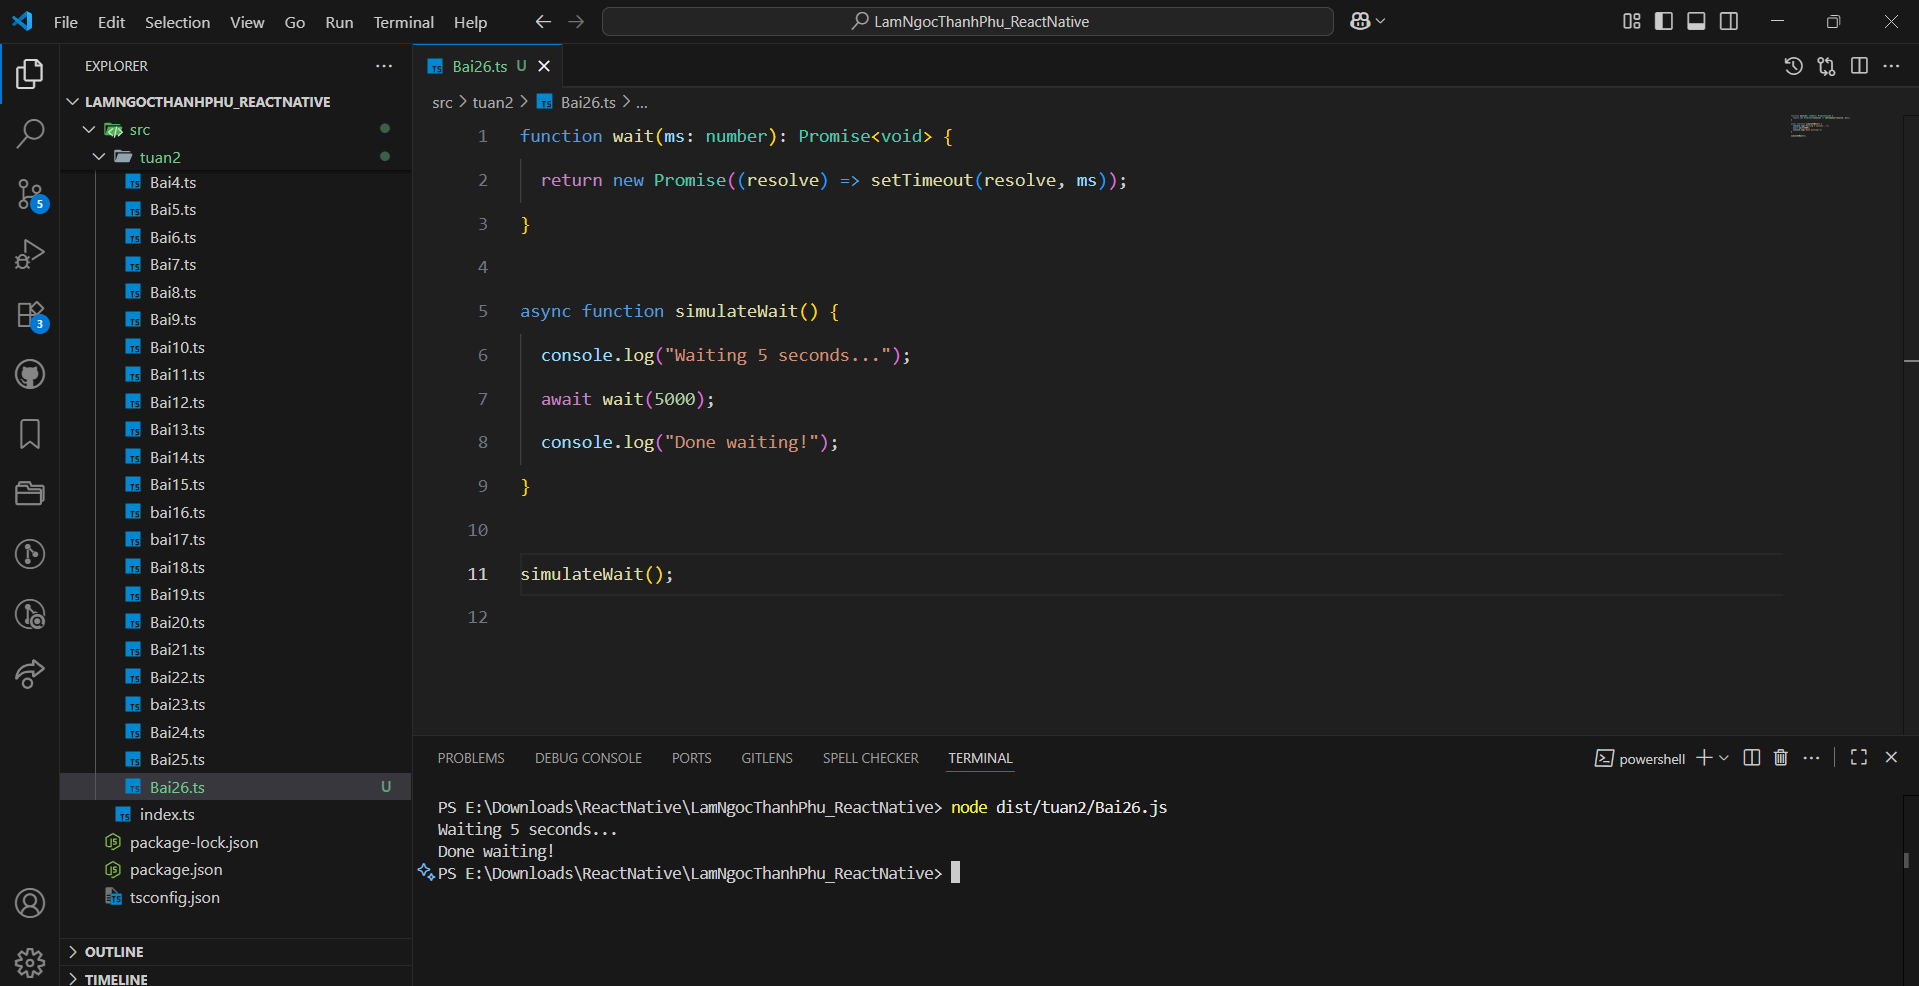 File Edit Selection View Go Run Terminal Help
LamNgocThanhPhu_ReactNative
EXPLORER
LAMNGOCTHANHPHU_REACTNATIVE
src
tuan2
Bai4.ts
Bai5.ts
Bai6.ts
Bai7.ts
Bai8.ts
Bai9.ts
Bai10.ts
Bai11.ts
Bai12.ts
Bai13.ts
Bai14.ts
Bai15.ts
bai16.ts
bai17.ts
Bai18.ts
Bai19.ts
Bai20.ts
Bai21.ts
Bai22.ts
bai23.ts
Bai24.ts
Bai25.ts
Bai26.ts U
index.ts
package-lock.json
package.json
tsconfig.json
OUTLINE
TIMELINE
5
3
Bai26.ts U
src > tuan2 > Bai26.ts > ...
1 function wait(ms: number): Promise<void> {
2 return new Promise((resolve) => setTimeout(resolve, ms));
3 }
4
5 async function simulateWait() {
6 console.log("Waiting 5 seconds...");
7 await wait(5000);
8 console.log("Done waiting!");
9 }
10
11 simulateWait();
12
PROBLEMS DEBUG CONSOLE PORTS GITLENS SPELL CHECKER TERMINAL
powershell
PS E:\Downloads\ReactNative\LamNgocThanhPhu_ReactNative> node dist/tuan2/Bai26.js
Waiting 5 seconds...
Done waiting!
PS E:\Downloads\ReactNative\LamNgocThanhPhu_ReactNative>